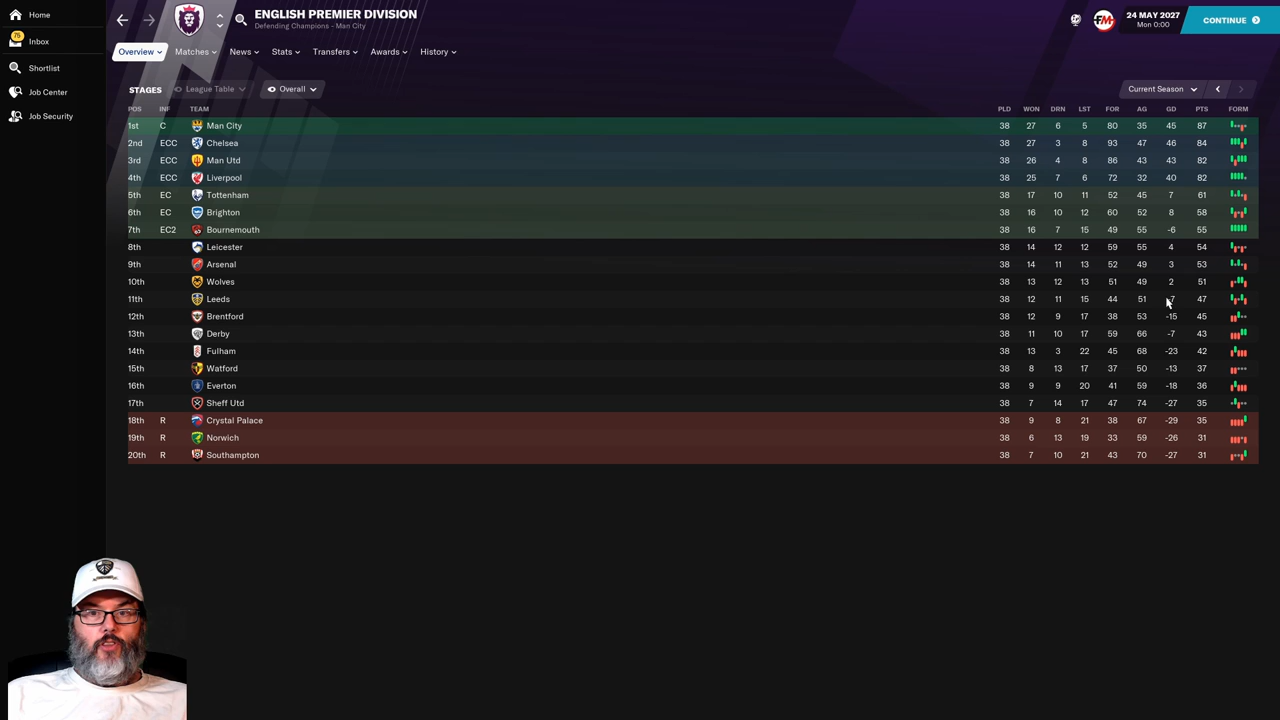 Home
ENGLISH PREMIER DIVISION
Defending Champions - Man City
24 MAY 2027
Mon 0:00
FM
CONTINUE
75
Inbox
Overview Matches News Stats Transfers Awards History
Shortlist
Job Center
Job Security
STAGES League Table Overall Current Season
POS INF TEAM PLD WON DRN LST FOR AG GD PTS FORM
1st C Man City 38 27 6 5 80 35 45 87
2nd ECC Chelsea 38 27 3 8 93 47 46 84
3rd ECC Man Utd 38 26 4 8 86 43 43 82
4th ECC Liverpool 38 25 7 6 72 32 40 82
5th EC Tottenham 38 17 10 11 52 45 7 61
6th EC Brighton 38 16 10 12 60 52 8 58
7th EC2 Bournemouth 38 16 7 15 49 55 -6 55
8th Leicester 38 14 12 12 59 55 4 54
9th Arsenal 38 14 11 13 52 49 3 53
10th Wolves 38 13 12 13 51 49 2 51
11th Leeds 38 12 11 15 44 51 -7 47
12th Brentford 38 12 9 17 38 53 -15 45
13th Derby 38 11 10 17 59 66 -7 43
14th Fulham 38 13 3 22 45 68 -23 42
15th Watford 38 8 13 17 37 50 -13 37
16th Everton 38 9 9 20 41 59 -18 36
17th Sheff Utd 38 7 14 17 47 74 -27 35
18th R Crystal Palace 38 9 8 21 38 67 -29 35
19th R Norwich 38 6 13 19 33 59 -26 31
20th R Southampton 38 7 10 21 43 70 -27 31